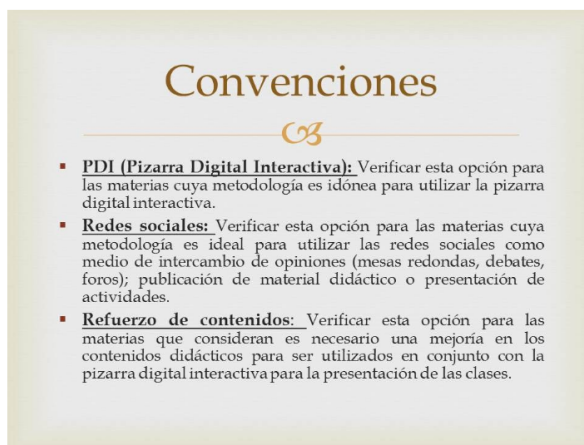 Convenciones
PDI (Pizarra Digital Interactiva): Verificar esta opción para
las materias cuya metodología es idónea para utilizar la pizarra
digital interactiva.
Redes sociales: Verificar esta opción para las materias cuya
metodología es ideal para utilizar las redes sociales como
medio de intercambio de opiniones (mesas redondas, debates,
foros); publicación de material didáctico o presentación de
actividades.
Refuerzo de contenidos: Verificar esta opción para las
materias que consideran es necesario una mejoría en los
contenidos didácticos para ser utilizados en conjunto con la
pizarra digital interactiva para la presentación de las clases.